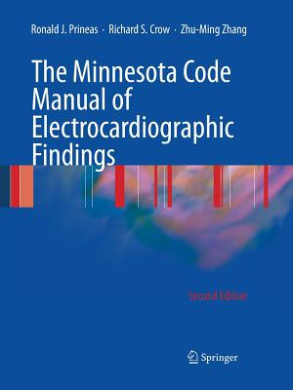 Ronald J. Prineas • Richard S. Crow • Zhu-Ming Zhang
The Minnesota Code
Manual of
Electrocardiographic
Findings
Second Edition
Springer